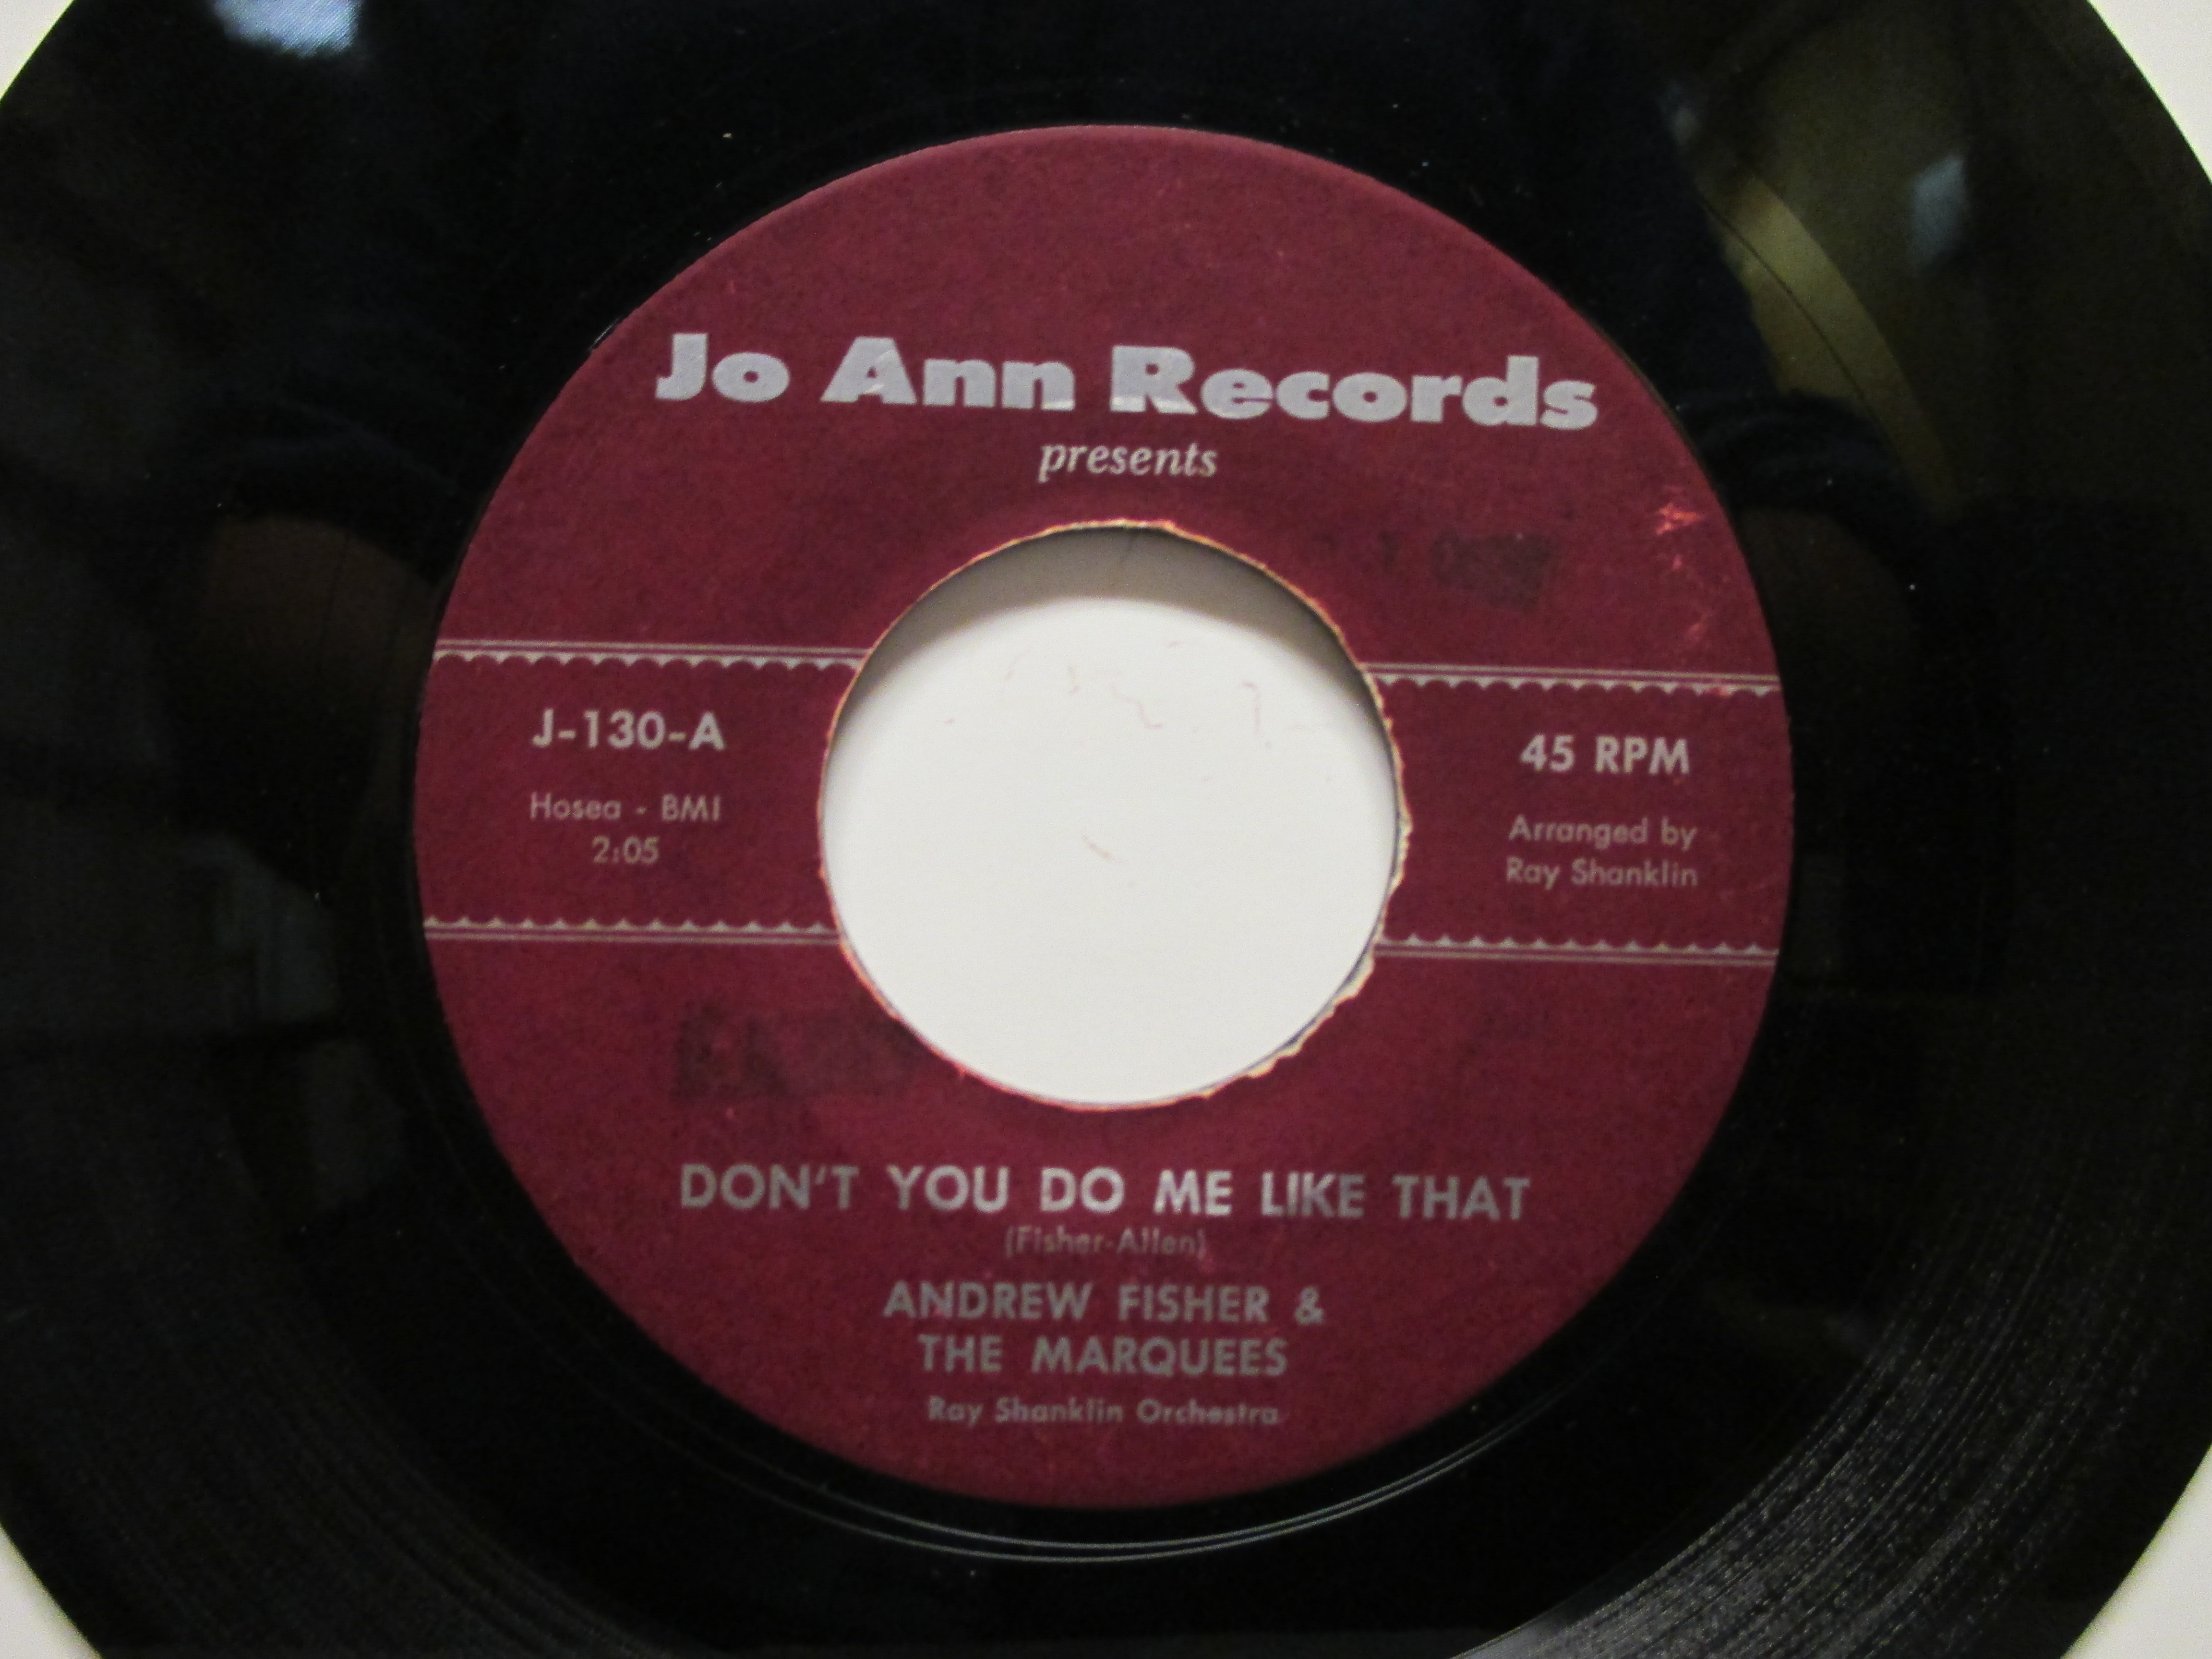 Jo Ann Records
presents
J-130-A
Hosea - BMI
2:05
45 RPM
Arranged by
Ray Shanklin
DON'T YOU DO ME LIKE THAT
(Fisher-Allen)
ANDREW FISHER &
THE MARQUEES
Ray Shanklin Orchestra